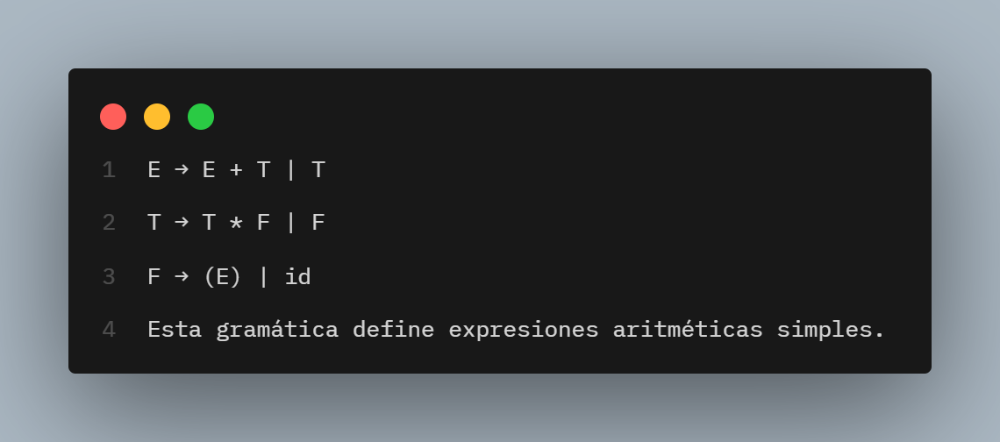 1 E → E + T | T
2 T → T * F | F
3 F → (E) | id
4 Esta gramática define expresiones aritméticas simples.